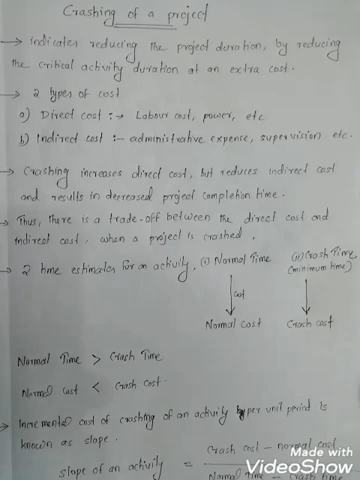 Crashing of a project
→ indicates reducing the project duration, by reducing
the critical activity duration at an extra cost.
→ 2 types of cost
a) Direct cost :→ Labour cost, power, etc
b) Indirect cost :- administrative expense, supervision etc.
→ Crashing increases direct cost, but reduces indirect cost
and results in decreased project completion time.
→ Thus, there is a trade-off between the direct cost and
indirect cost, when a project is crashed.
→ 2 time estimates for an activity. (i) Normal Time (ii) Crash Time
(minimum time)
cost
Normal cost Crash cost
Normal Time > Crash Time
Normal Cost < Crash Cost
→ Incremental cost of crashing of an activity per unit period is
known as slope.
slope of an activity = Crash cost - normal cost
Normal Time - Crash time
Made with
VideoShow